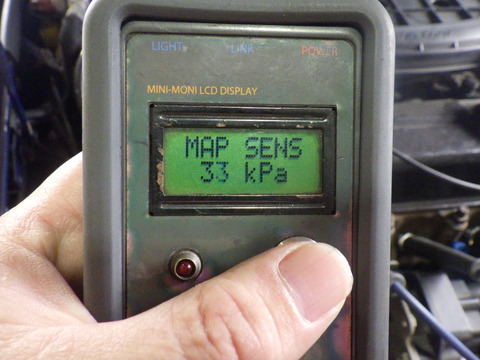 LIGHT LINK POWER
MINI-MONI LCD DISPLAY
MAP SENS
33 kPa